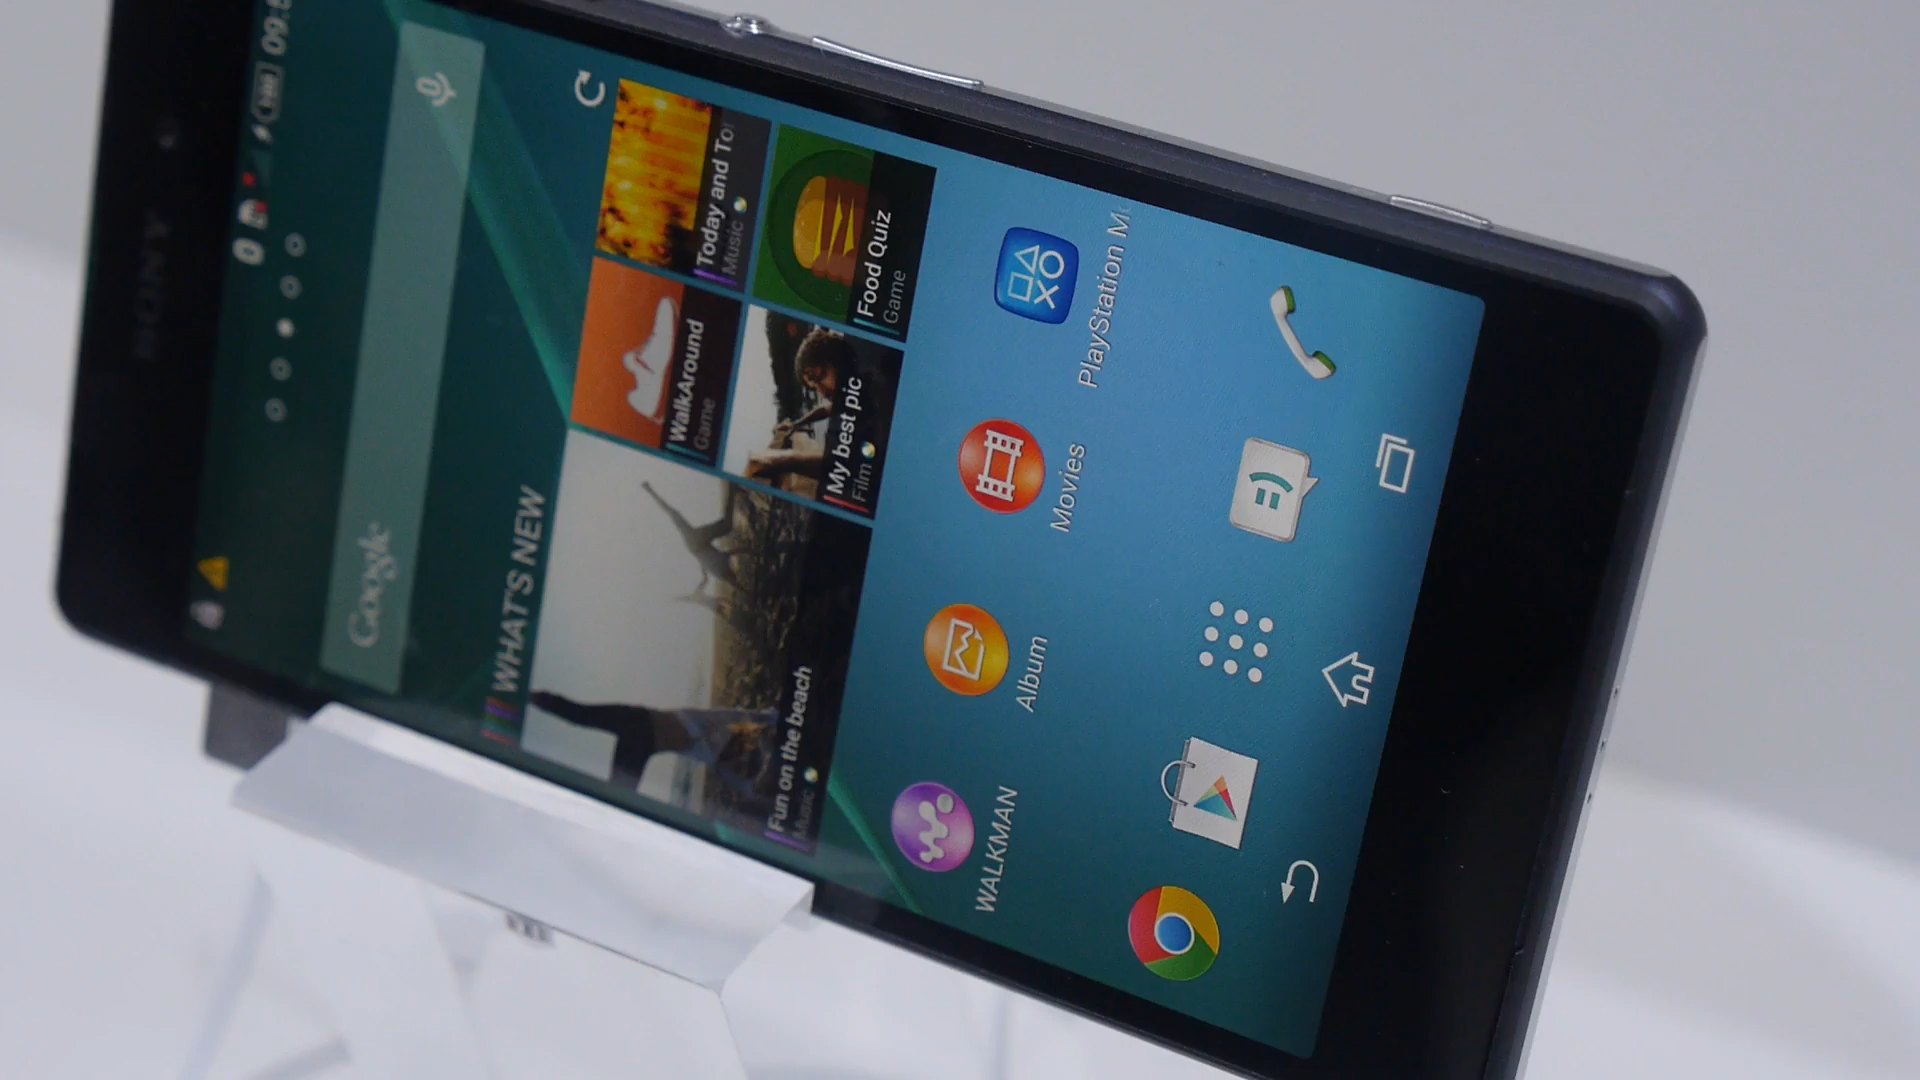 SONY
100
Google
WHAT'S NEW
Fun on the beach
Music
WalkAround
Game
Today and To
Music
My best pic
Film
Food Quiz
Game
WALKMAN
Album
Movies
PlayStation